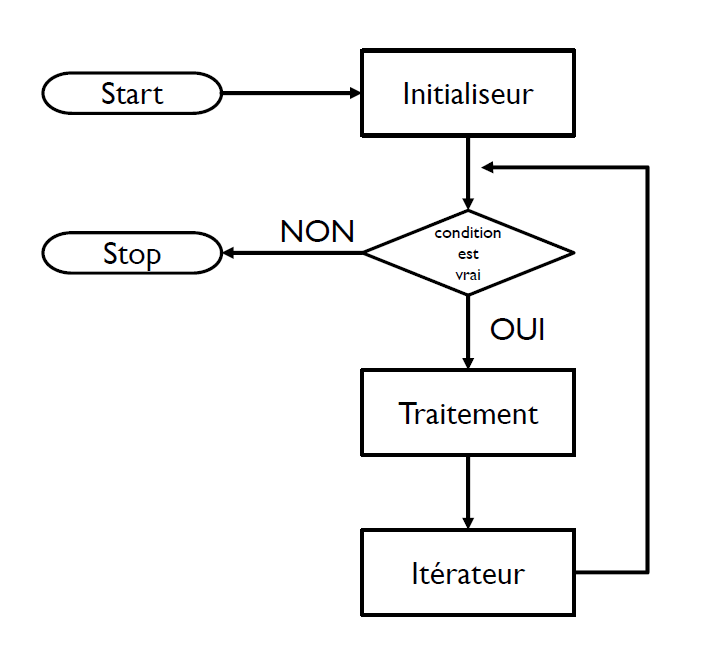 Start
Initialiseur
NON
Stop
condition
est
vrai
OUI
Traitement
Itérateur